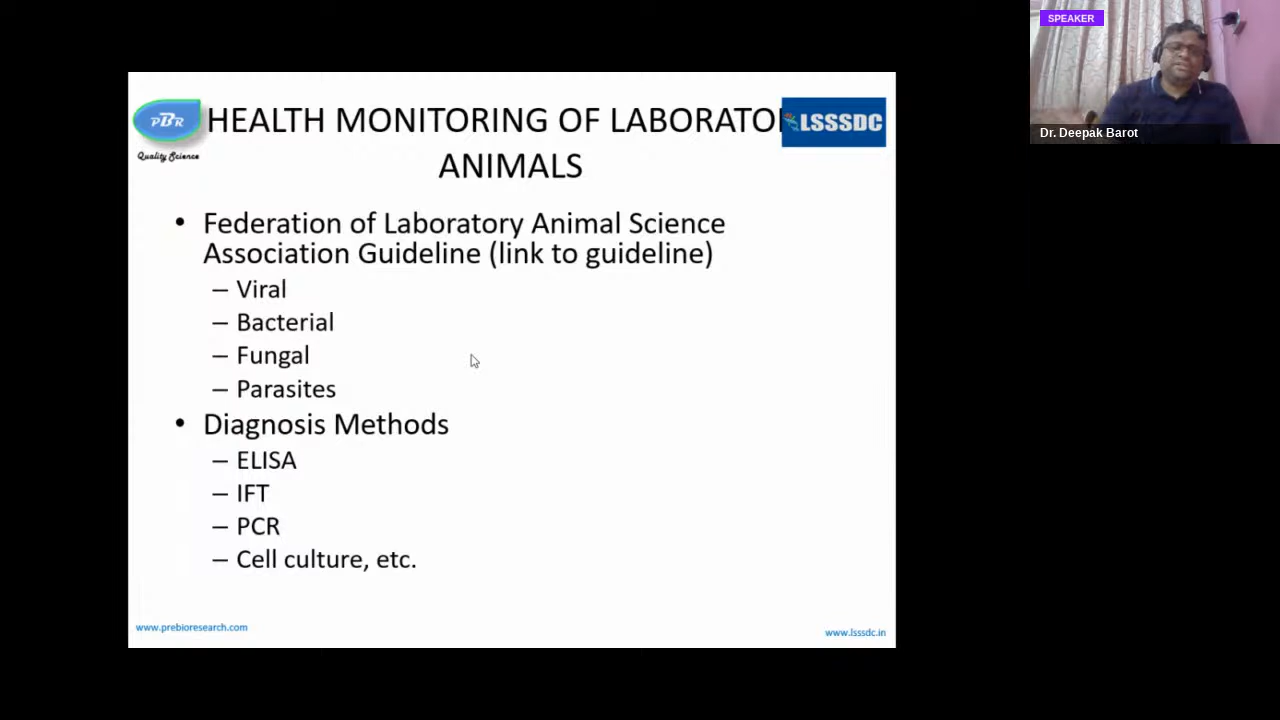 SPEAKER
Dr. Deepak Barot
PBR
Quality Science
HEALTH MONITORING OF LABORATO
LSSSDC
ANIMALS
• Federation of Laboratory Animal Science
Association Guideline (link to guideline)
– Viral
– Bacterial
– Fungal
– Parasites
• Diagnosis Methods
– ELISA
– IFT
– PCR
– Cell culture, etc.
www.prebioresearch.com
www.lsssdc.in